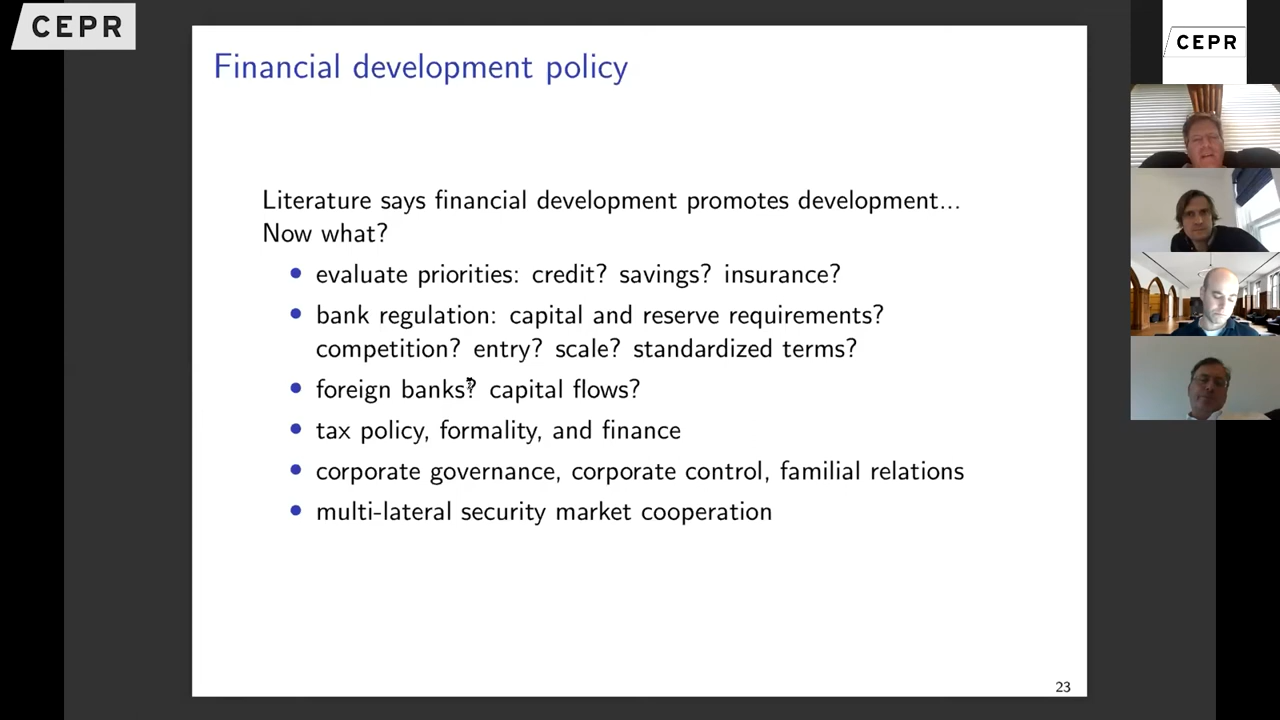 CEPR
CEPR
Financial development policy
Literature says financial development promotes development...
Now what?
• evaluate priorities: credit? savings? insurance?
• bank regulation: capital and reserve requirements?
competition? entry? scale? standardized terms?
• foreign banks? capital flows?
• tax policy, formality, and finance
• corporate governance, corporate control, familial relations
• multi-lateral security market cooperation
23